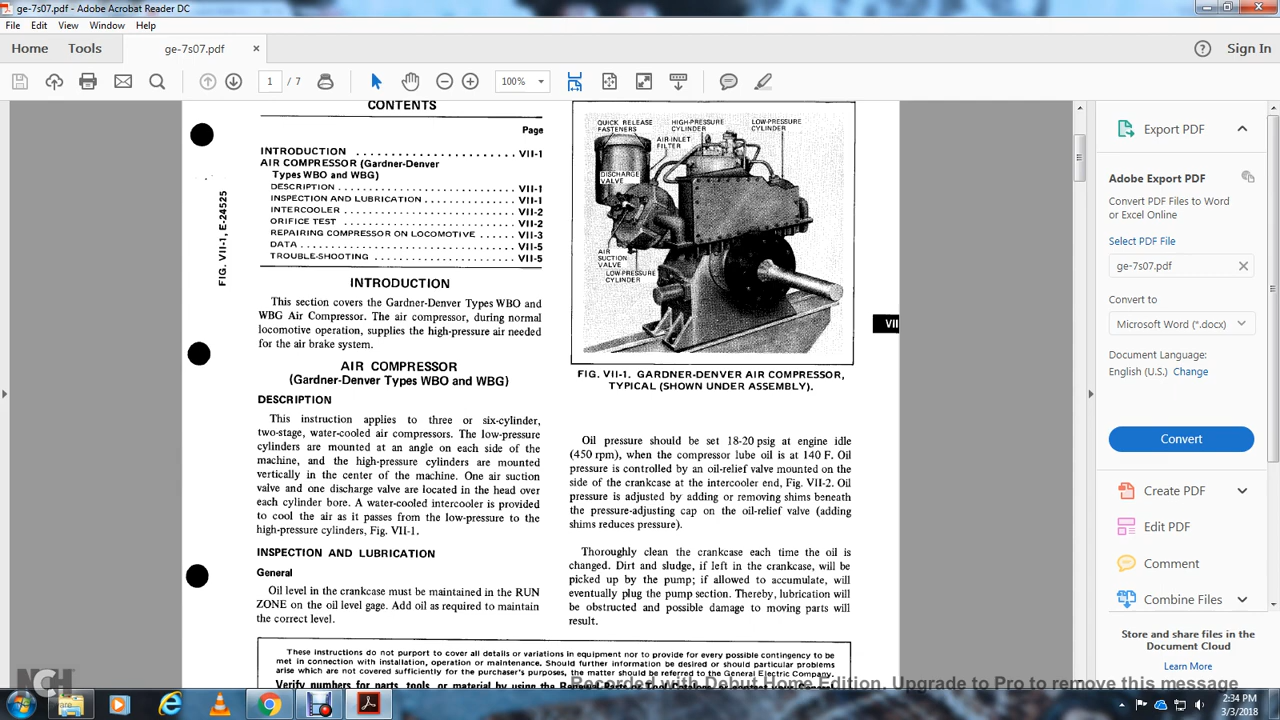 ge-7s07.pdf - Adobe Acrobat Reader DC
File Edit View Window Help
Home Tools ge-7s07.pdf × ? Sign In
1 / 7 100%
CONTENTS
Page
INTRODUCTION . . . . . . . . . . . . . . . . . . . . . . VII-1
AIR COMPRESSOR (Gardner-Denver
Types WBO and WBG)
DESCRIPTION . . . . . . . . . . . . . . . . . . . . . . VII-1
INSPECTION AND LUBRICATION . . . . . . . . . . . . VII-1
INTERCOOLER . . . . . . . . . . . . . . . . . . . . . . VII-2
ORIFICE TEST . . . . . . . . . . . . . . . . . . . . . . VII-2
REPAIRING COMPRESSOR ON LOCOMOTIVE . . . . . VII-3
DATA . . . . . . . . . . . . . . . . . . . . . . . . . . . VII-5
TROUBLE-SHOOTING . . . . . . . . . . . . . . . . . . VII-5
FIG. VII-1, E-24525
INTRODUCTION
This section covers the Gardner-Denver Types WBO and
WBG Air Compressor. The air compressor, during normal
locomotive operation, supplies the high-pressure air needed
for the air brake system.
AIR COMPRESSOR
(Gardner-Denver Types WBO and WBG)
DESCRIPTION
This instruction applies to three or six-cylinder,
two-stage, water-cooled air compressors. The low-pressure
cylinders are mounted at an angle on each side of the
machine, and the high-pressure cylinders are mounted
vertically in the center of the machine. One air suction
valve and one discharge valve are located in the head over
each cylinder bore. A water-cooled intercooler is provided
to cool the air as it passes from the low-pressure to the
high-pressure cylinders, Fig. VII-1.
INSPECTION AND LUBRICATION
General
Oil level in the crankcase must be maintained in the RUN
ZONE on the oil level gage. Add oil as required to maintain
the correct level.
QUICK RELEASE
FASTENERS
HIGH-PRESSURE
CYLINDER
LOW-PRESSURE
CYLINDER
AIR-INLET
FILTER
DISCHARGE
VALVE
AIR
SUCTION
VALVE
LOW-PRESSURE
CYLINDER
VII
FIG. VII-1. GARDNER-DENVER AIR COMPRESSOR,
TYPICAL (SHOWN UNDER ASSEMBLY).
Oil pressure should be set 18-20 psig at engine idle
(450 rpm), when the compressor lube oil is at 140 F. Oil
pressure is controlled by an oil-relief valve mounted on the
side of the crankcase at the intercooler end, Fig. VII-2. Oil
pressure is adjusted by adding or removing shims beneath
the pressure-adjusting cap on the oil-relief valve (adding
shims reduces pressure).
Thoroughly clean the crankcase each time the oil is
changed. Dirt and sludge, if left in the crankcase, will be
picked up by the pump; if allowed to accumulate, will
eventually plug the pump section. Thereby, lubrication will
be obstructed and possible damage to moving parts will
result.
These instructions do not purport to cover all details or variations in equipment nor to provide for every possible contingency to be
met in connection with installation, operation or maintenance. Should further information be desired or should particular problems
arise which are not covered sufficiently for the purchaser's purposes, the matter should be referred to the General Electric Company.
Verify numbers for parts, tools, or material by using the
Export PDF
Adobe Export PDF
Convert PDF Files to Word
or Excel Online
Select PDF File
ge-7s07.pdf
Convert to
Microsoft Word (*.docx)
Document Language:
English (U.S.) Change
Convert
Create PDF
Edit PDF
Comment
Combine Files
Store and share files in the
Document Cloud
Learn More
NCH
Recorded with Debut Home Edition. Upgrade to Pro to remove this message
2:34 PM
3/3/2018